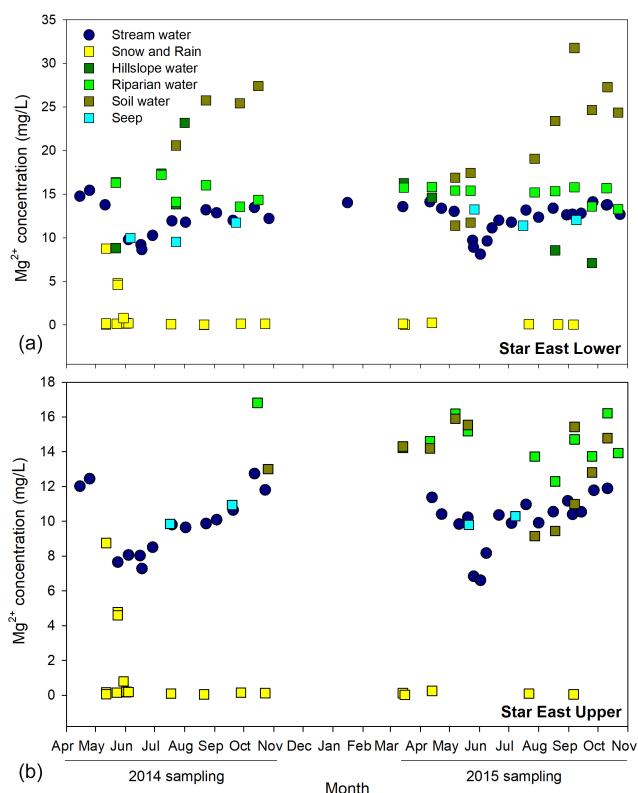 35
30
25
20
15
10
5
0
Mg2+ concentration (mg/L)
Stream water
Snow and Rain
Hillslope water
Riparian water
Soil water
Seep
(a)
Star East Lower
18
16
14
12
10
8
6
4
2
0
Mg2+ concentration (mg/L)
Star East Upper
Apr May Jun Jul Aug Sep Oct Nov Dec Jan Feb Mar Apr May Jun Jul Aug Sep Oct Nov
(b)
2014 sampling
2015 sampling
Month